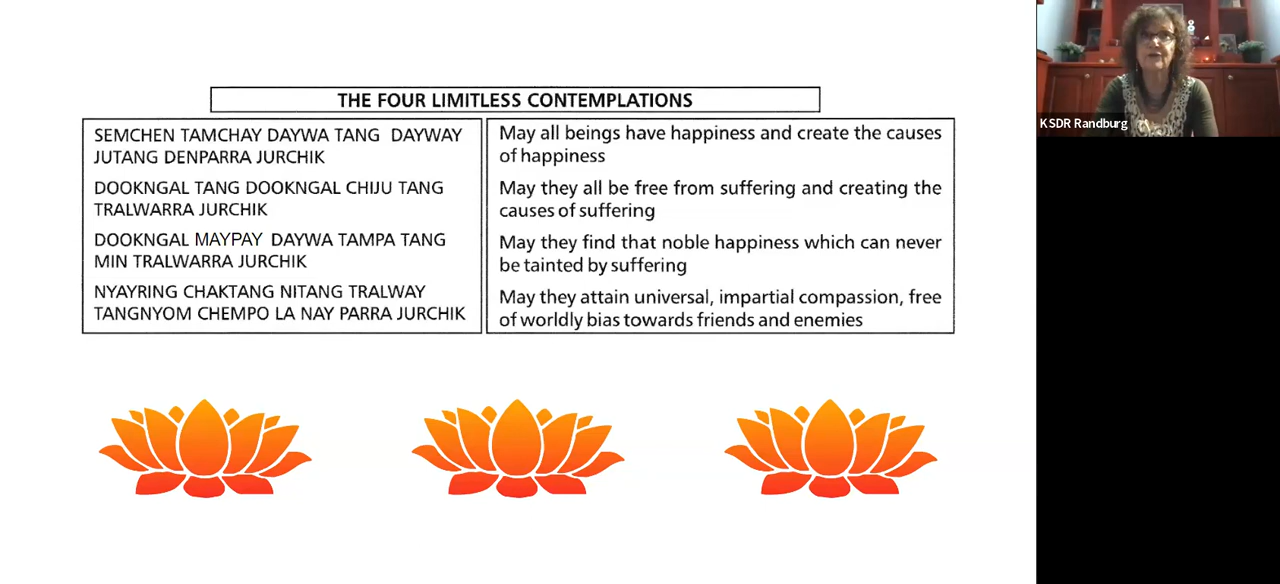 THE FOUR LIMITLESS CONTEMPLATIONS
SEMCHEN TAMCHAY DAYWA TANG DAYWAY
JUTANG DENPARRA JURCHIK
DOOKNGAL TANG DOOKNGAL CHIJU TANG
TRALWARRA JURCHIK
DOOKNGAL MAYPAY DAYWA TAMPA TANG
MIN TRALWARRA JURCHIK
NYAYRING CHAKTANG NITANG TRALWAY
TANGNYOM CHEMPO LA NAY PARRA JURCHIK
May all beings have happiness and create the causes
of happiness
May they all be free from suffering and creating the
causes of suffering
May they find that noble happiness which can never
be tainted by suffering
May they attain universal, impartial compassion, free
of worldly bias towards friends and enemies
KSDR Randburg